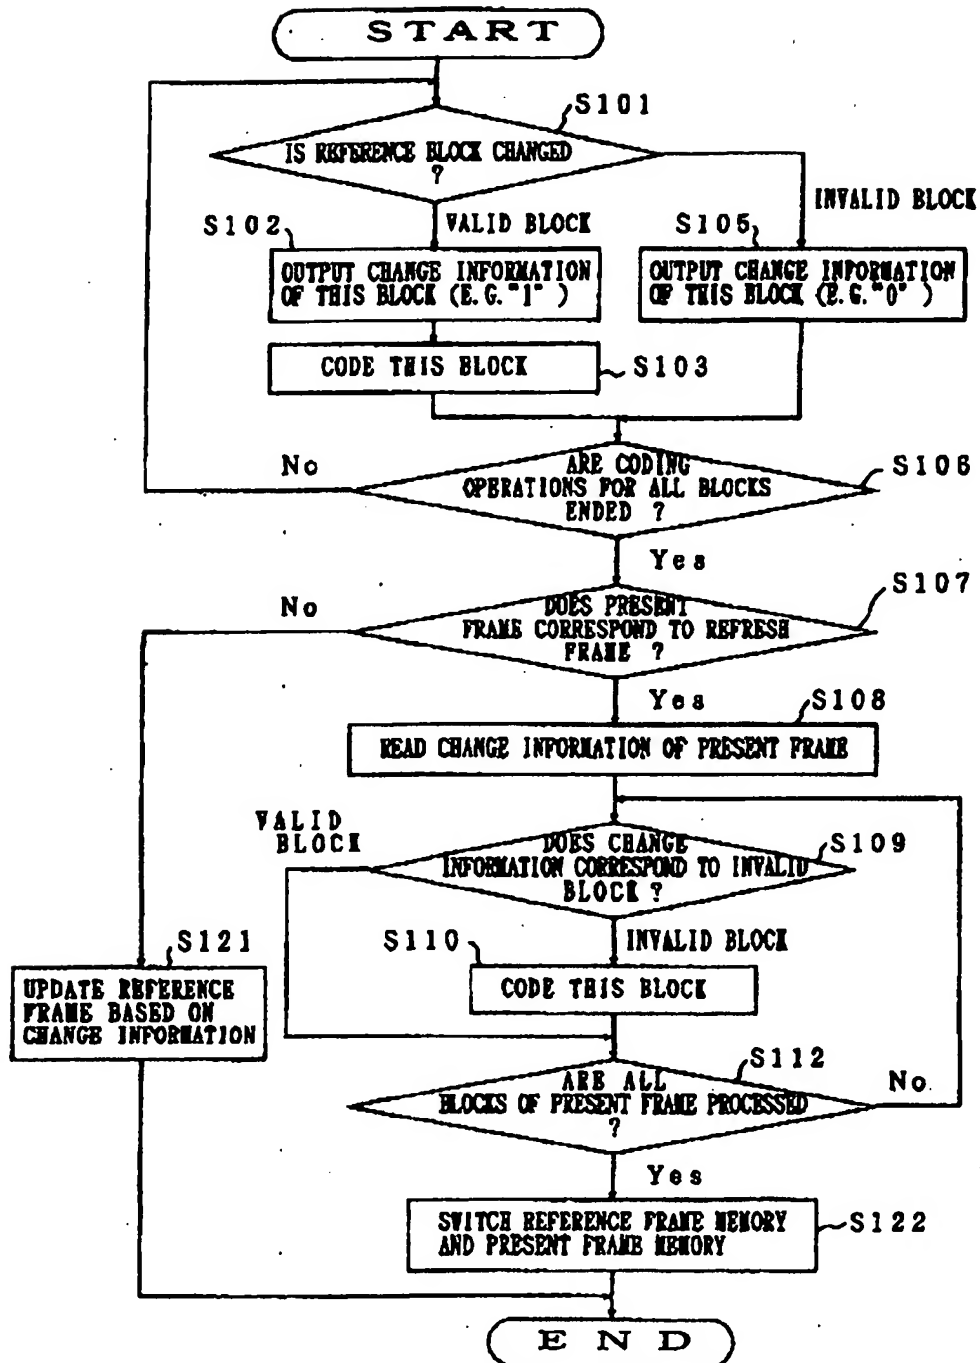 START
S101
IS REFERENCE BLOCK CHANGED
?
INVALID BLOCK
S102
VALID BLOCK
S105
OUTPUT CHANGE INFORMATION
OF THIS BLOCK (E.G."1" )
OUTPUT CHANGE INFORMATION
OF THIS BLOCK (E.G."0" )
CODE THIS BLOCK
S103
No
ARE CODING
OPERATIONS FOR ALL BLOCKS
ENDED ?
S106
Yes
S107
No
DOES PRESENT
FRAME CORRESPOND TO REFRESH
FRAME ?
Yes
S108
READ CHANGE INFORMATION OF PRESENT FRAME
VALID
BLOCK
DOES CHANGE
INFORMATION CORRESPOND TO INVALID
BLOCK ?
S109
S121
S110
INVALID BLOCK
UPDATE REFERENCE
FRAME BASED ON
CHANGE INFORMATION
CODE THIS BLOCK
S112
ARE ALL
BLOCKS OF PRESENT FRAME PROCESSED
?
No
Yes
SWITCH REFERENCE FRAME MEMORY
AND PRESENT FRAME MEMORY
S122
END